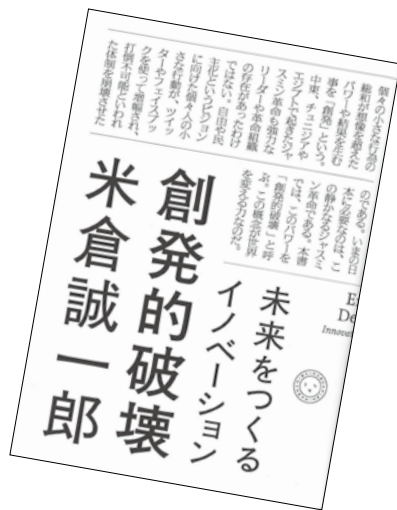 個々の小さな行為の
総和が想像を超えた
パワーや結果を生む
事を「創発」という。
中東、チュニジアや
エジプトで起きたジャ
スミン革命も強力な
リーダーや革命組織
の存在があったわけ
ではない。自由や民
主化というビジョン
に向けた個々人の小
さな行動が、ツイッ
ターやフェイスブッ
クを使って増幅され、
打倒不可能といわれ
た体制を崩壊させた
のである。いまの日
本に必要なのは、こ
の静かなるジャスミ
ン革命である。本書
では、このパワーを
「創発的破壊」と呼
ぶ。この概念が世界
を変える力なのだ。
未来をつくる
イノベーション
創発的破壊
米倉誠一郎